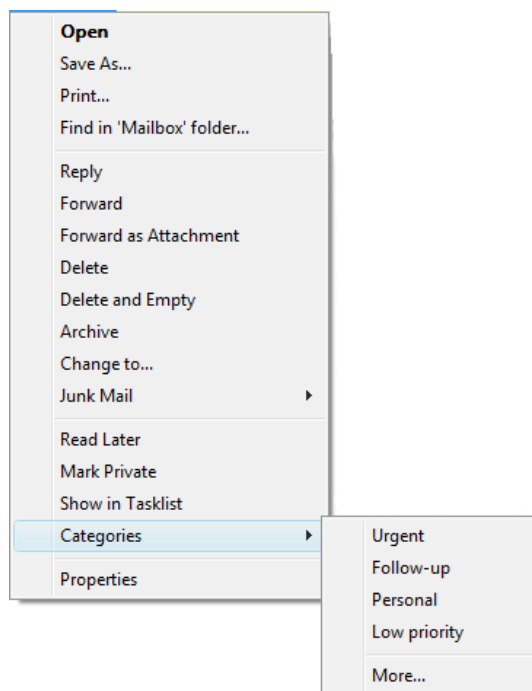 Open
Save As...
Print...
Find in 'Mailbox' folder...
Reply
Forward
Forward as Attachment
Delete
Delete and Empty
Archive
Change to...
Junk Mail
Read Later
Mark Private
Show in Tasklist
Categories
Properties
Urgent
Follow-up
Personal
Low priority
More...